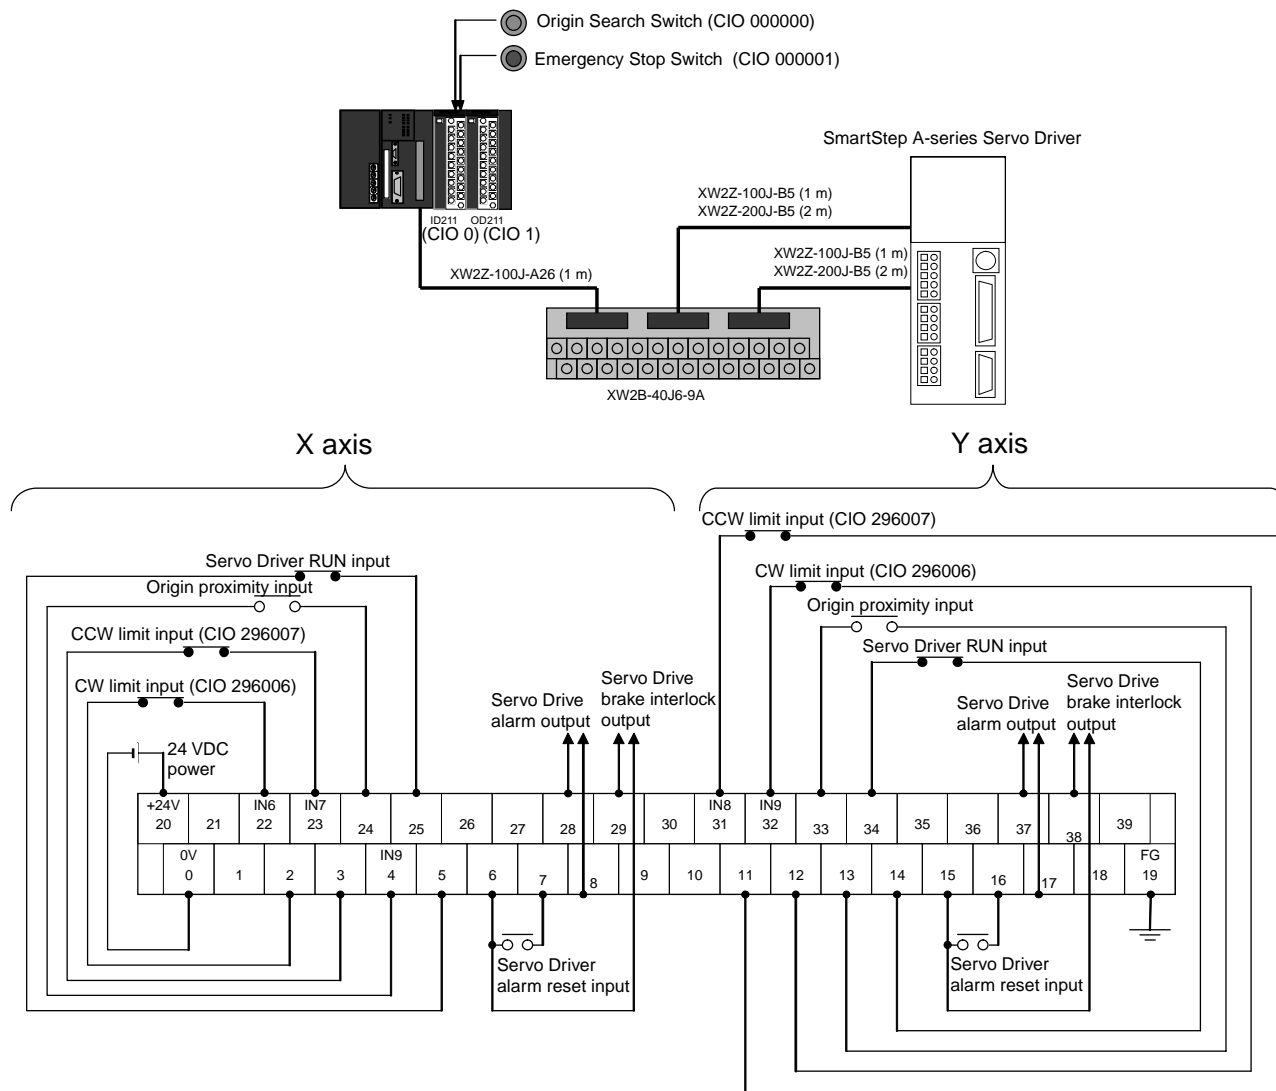 Origin Search Switch (CIO 000000)
Emergency Stop Switch (CIO 000001)
SmartStep A-series Servo Driver
XW2Z-100J-B5 (1 m)
XW2Z-200J-B5 (2 m)
ID211 OD211
(CIO 0) (CIO 1)
XW2Z-100J-B5 (1 m)
XW2Z-200J-B5 (2 m)
XW2Z-100J-A26 (1 m)
XW2B-40J6-9A
X axis
Y axis
CCW limit input (CIO 296007)
Servo Driver RUN input
CW limit input (CIO 296006)
Origin proximity input
Origin proximity input
CCW limit input (CIO 296007)
Servo Driver RUN input
CW limit input (CIO 296006)
Servo Drive
alarm output
Servo Drive
brake interlock
output
Servo Drive
alarm output
Servo Drive
brake interlock
output
24 VDC
power
+24V IN6 IN7 IN8 IN9
20 21 22 23 24 25 26 27 28 29 30 31 32 33 34 35 36 37 38 39
0V IN9 FG
0 1 2 3 4 5 6 7 8 9 10 11 12 13 14 15 16 17 18 19
Servo Driver
alarm reset input
Servo Driver
alarm reset input